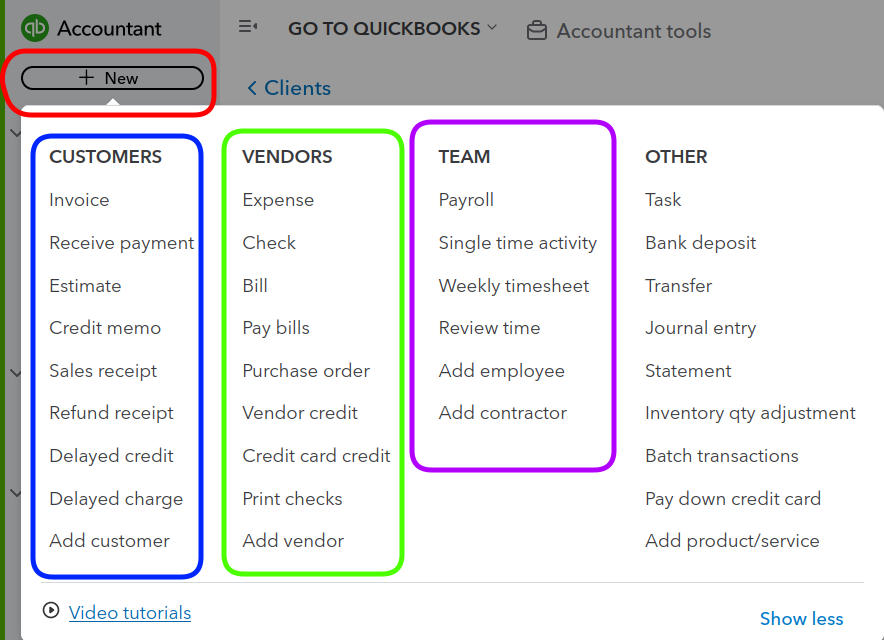 qb Accountant
GO TO QUICKBOOKS
Accountant tools
+ New
Clients
CUSTOMERS
Invoice
Receive payment
Estimate
Credit memo
Sales receipt
Refund receipt
Delayed credit
Delayed charge
Add customer
VENDORS
Expense
Check
Bill
Pay bills
Purchase order
Vendor credit
Credit card credit
Print checks
Add vendor
TEAM
Payroll
Single time activity
Weekly timesheet
Review time
Add employee
Add contractor
OTHER
Task
Bank deposit
Transfer
Journal entry
Statement
Inventory qty adjustment
Batch transactions
Pay down credit card
Add product/service
Video tutorials
Show less